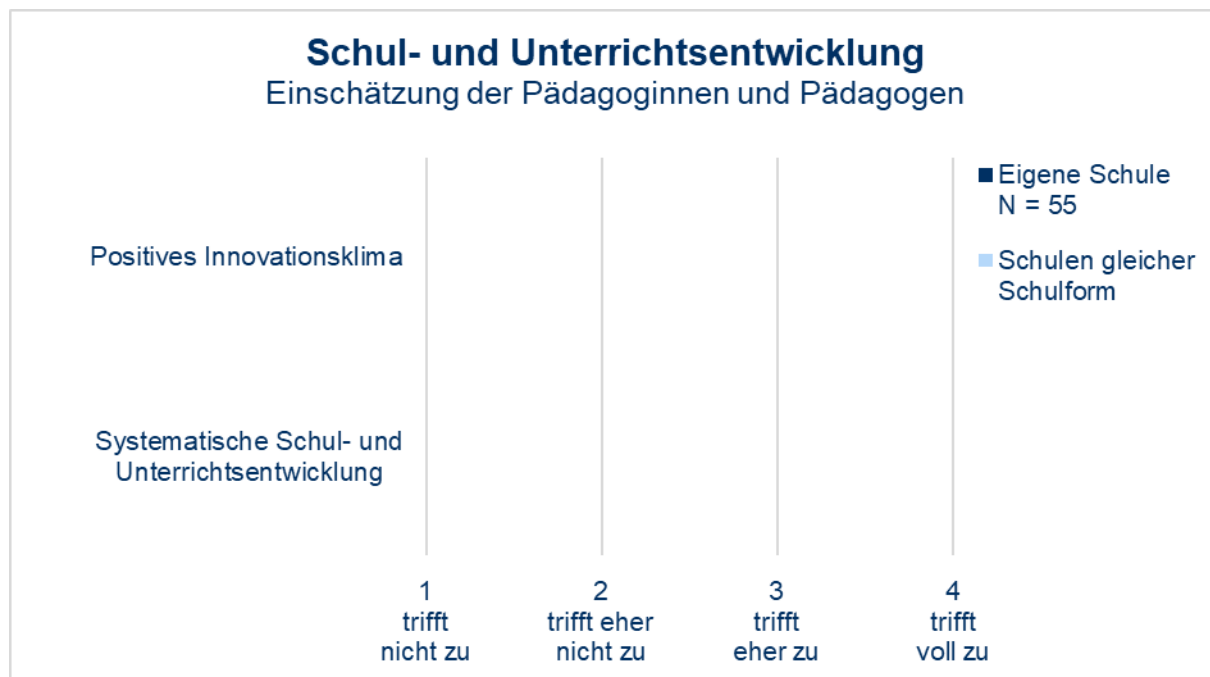 Schul- und Unterrichtsentwicklung
Einschätzung der Pädagoginnen und Pädagogen
Eigene Schule
N = 55
Positives Innovationsklima
Schulen gleicher
Schulform
Systematische Schul- und
Unterrichtsentwicklung
1
trifft
nicht zu
2
trifft eher
nicht zu
3
trifft
eher zu
4
trifft
voll zu